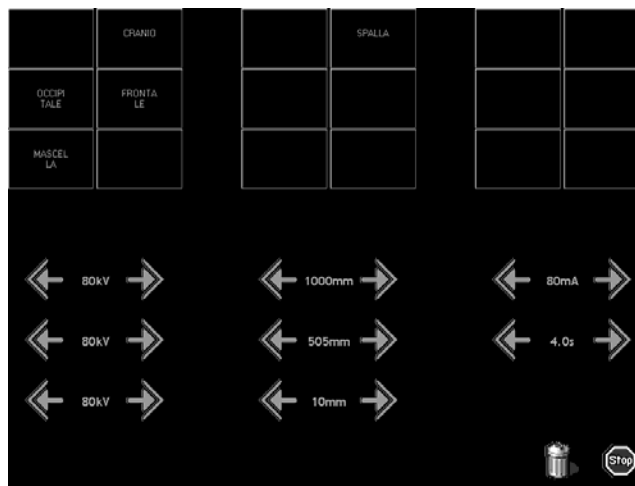 CRANIO
SPALLA
OCCIPI
TALE
FRONTA
LE
MASCEL
LA
80kV
1000mm
80mA
80kV
505mm
4.0s
80kV
10mm
Stop